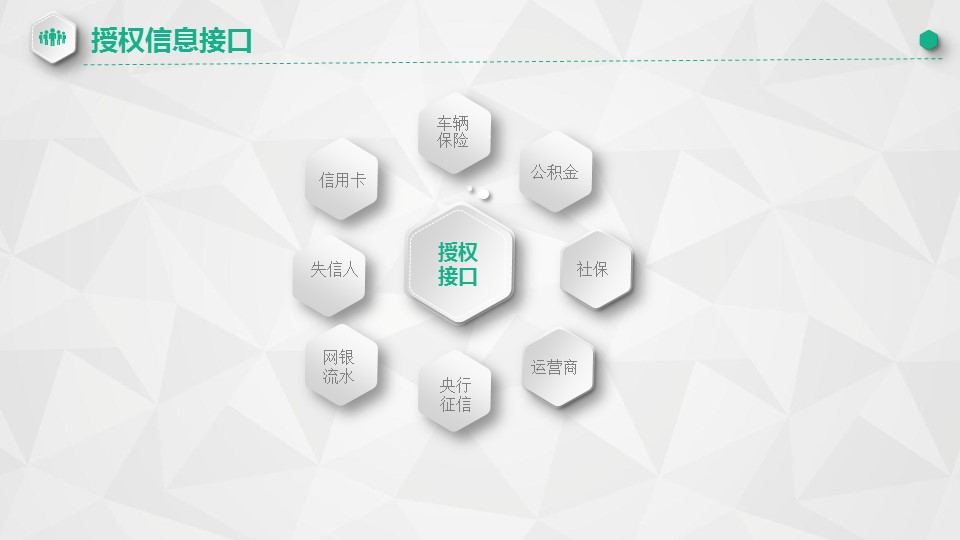 授权信息接口
车辆
保险
信用卡
公积金
授权
接口
失信人
社保
网银
流水
运营商
央行
征信